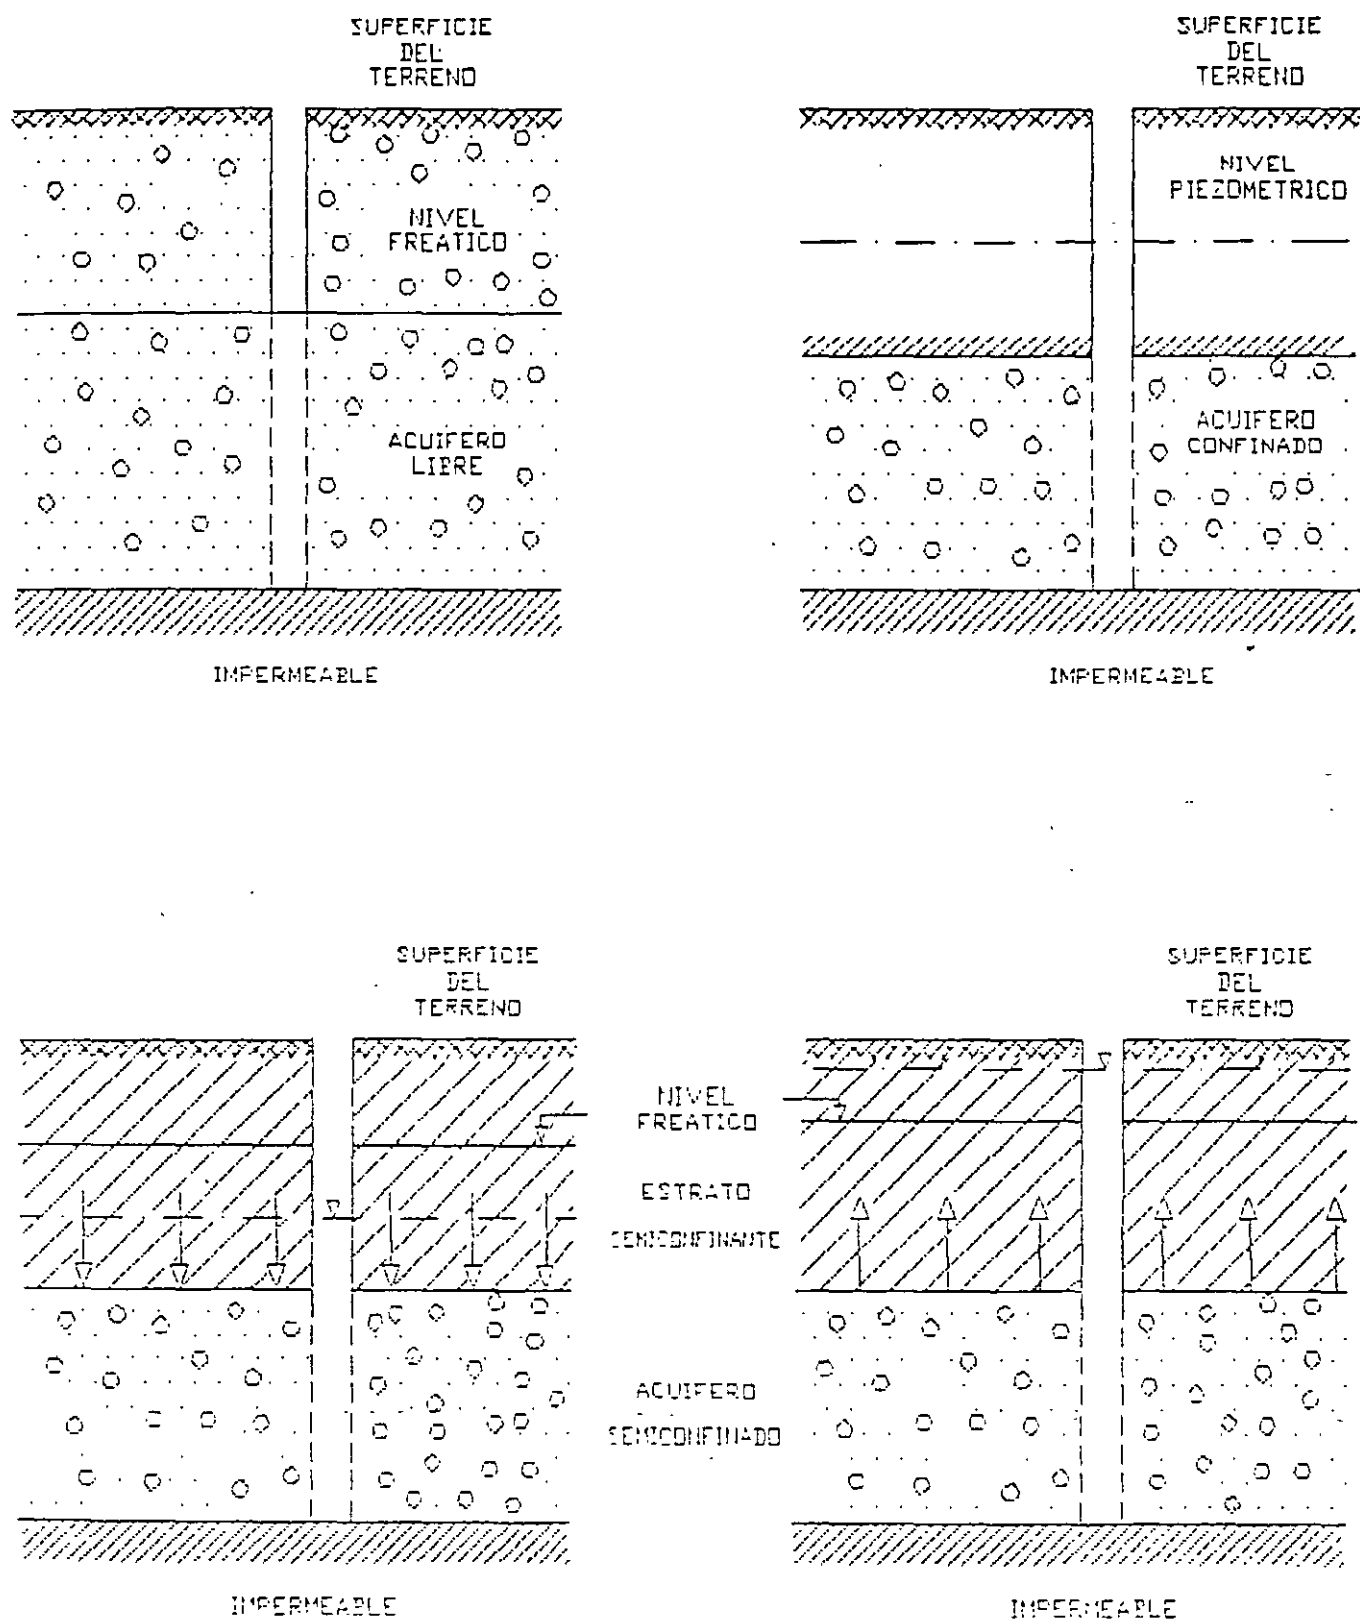 SUPERFICIE
DEL
TERRENO
NIVEL
FREATICO
ACUIFERO
LIBRE
IMPERMEABLE
SUPERFICIE
DEL
TERRENO
NIVEL
PIEZOMETRICO
ACUIFERO
CONFINADO
IMPERMEABLE
SUPERFICIE
DEL
TERRENO
NIVEL
FREATICO
ESTRATO
SEMICONFINANTE
ACUIFERO
SEMICONFINADO
IMPERMEABLE
SUPERFICIE
DEL
TERRENO
IMPERMEABLE